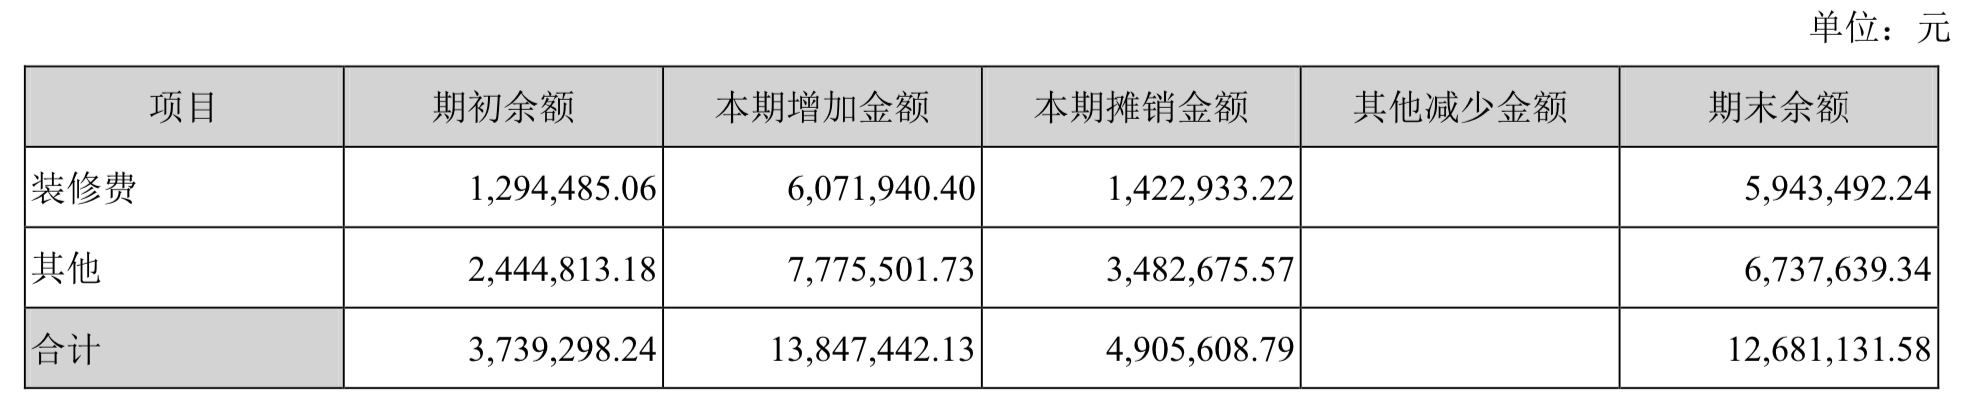 单位：元
项目 期初余额 本期增加金额 本期摊销金额 其他减少金额 期末余额
装修费 1,294,485.06 6,071,940.40 1,422,933.22 5,943,492.24
其他 2,444,813.18 7,775,501.73 3,482,675.57 6,737,639.34
合计 3,739,298.24 13,847,442.13 4,905,608.79 12,681,131.58